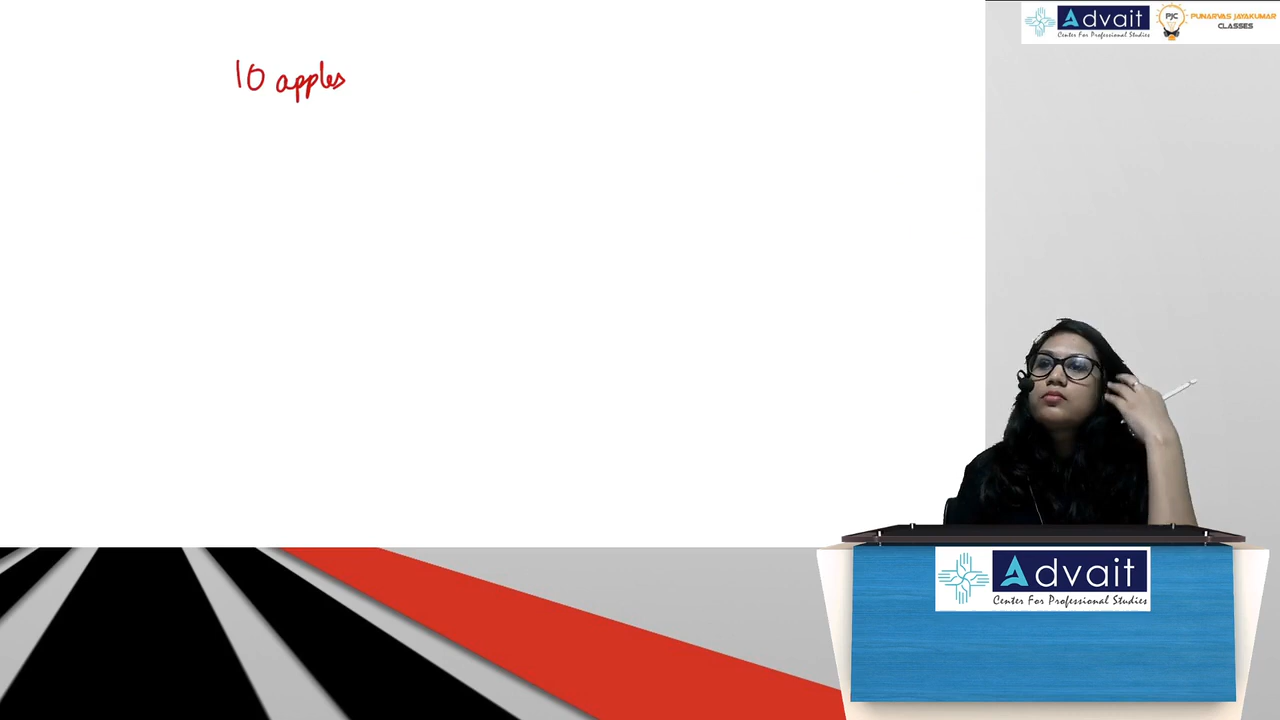 Advait
Center For Professional Studies
PJC
PUNARVAS JAYAKUMAR
CLASSES
10 apples
Advait
Center For Professional Studies